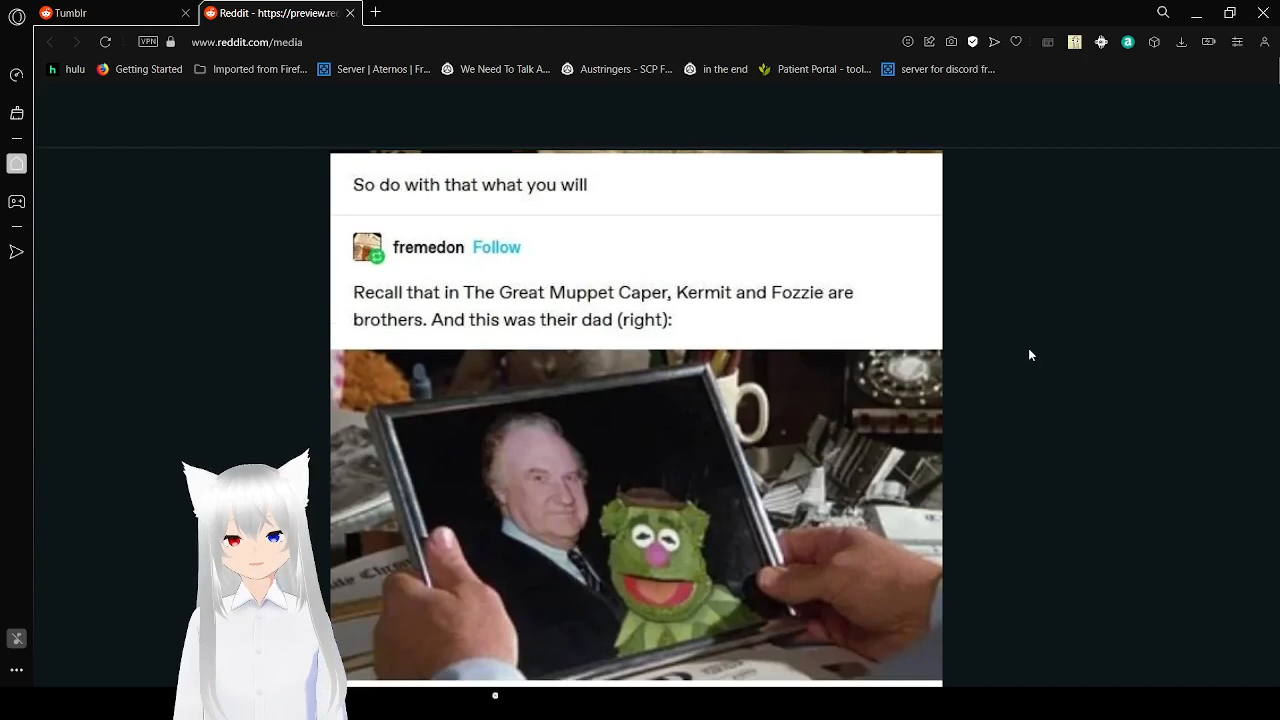 Tumblr
Reddit - https://preview.rec
VPN
www.reddit.com/media
hulu
Getting Started
Imported from Firef...
Server | Aternos | Fr...
We Need To Talk A...
Austringers - SCP F...
in the end
Patient Portal - tool...
server for discord fr...
So do with that what you will
fremedon Follow
Recall that in The Great Muppet Caper, Kermit and Fozzie are
brothers. And this was their dad (right):